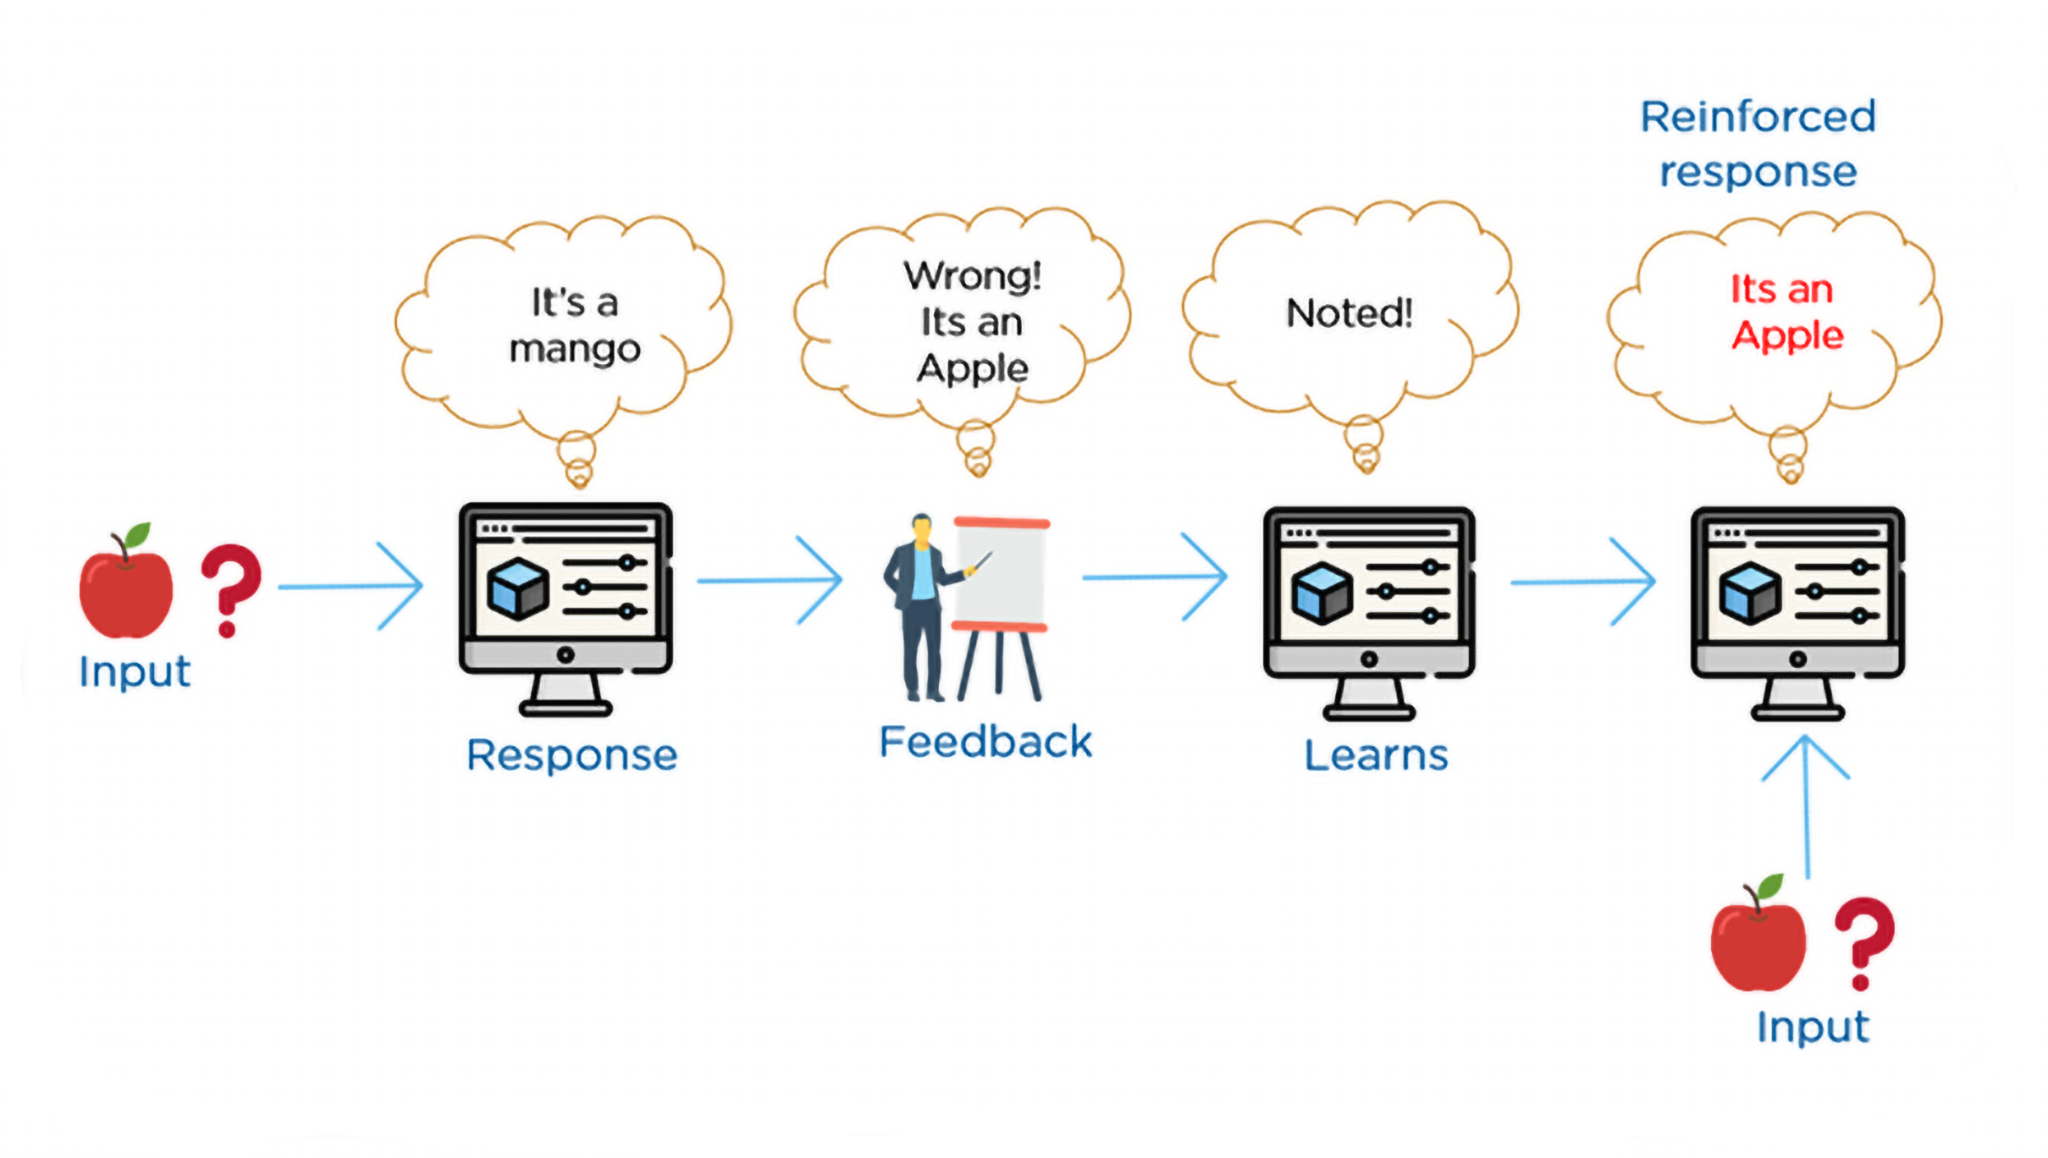 Reinforced
response
It's a
mango
Wrong!
Its an
Apple
Noted!
Its an
Apple
Input
Response
Feedback
Learns
Input